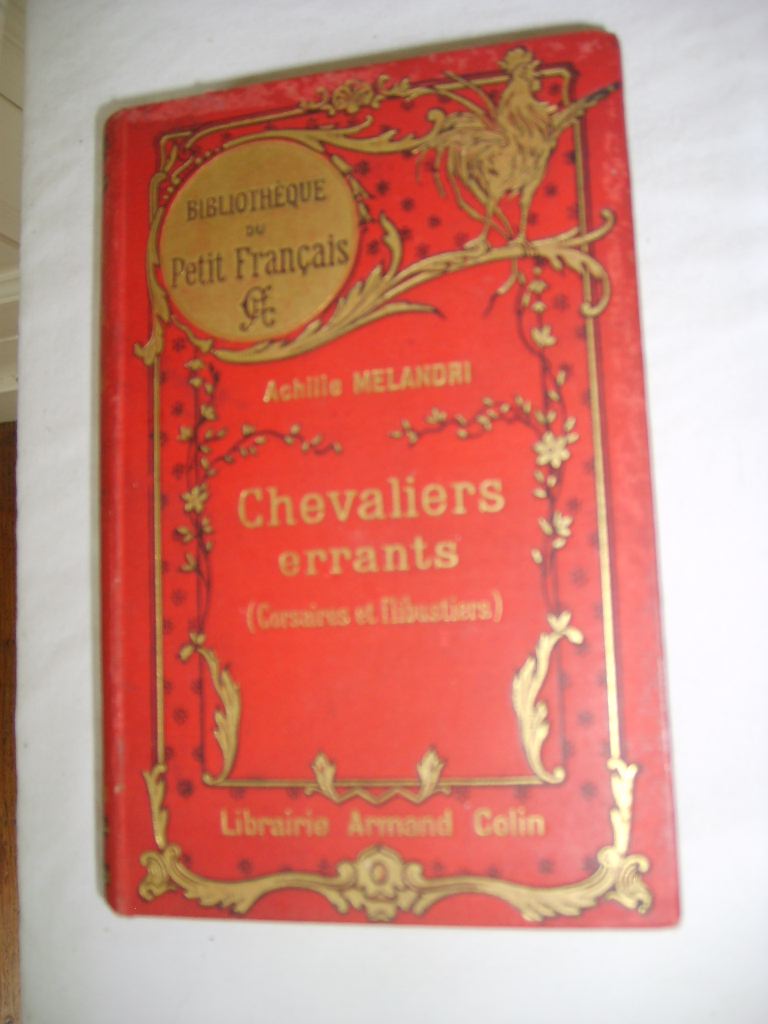 BIBLIOTHÈQUE
DU
Petit Français
Achille MELANDRI
Chevaliers
errants
(Corsaires et Flibustiers)
Librairie Armand Colin